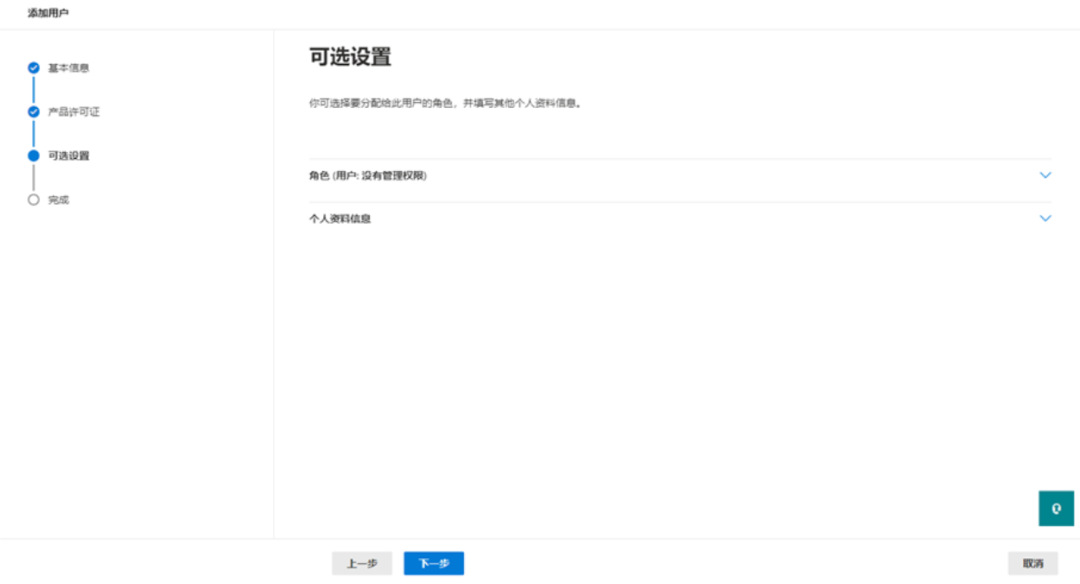 添加用户
基本信息
产品许可证
可选设置
完成
可选设置
你可选择要分配给此用户的角色，并填写其他个人资料信息。
角色 (用户: 没有管理权限)
个人资料信息
上一步
下一步
取消